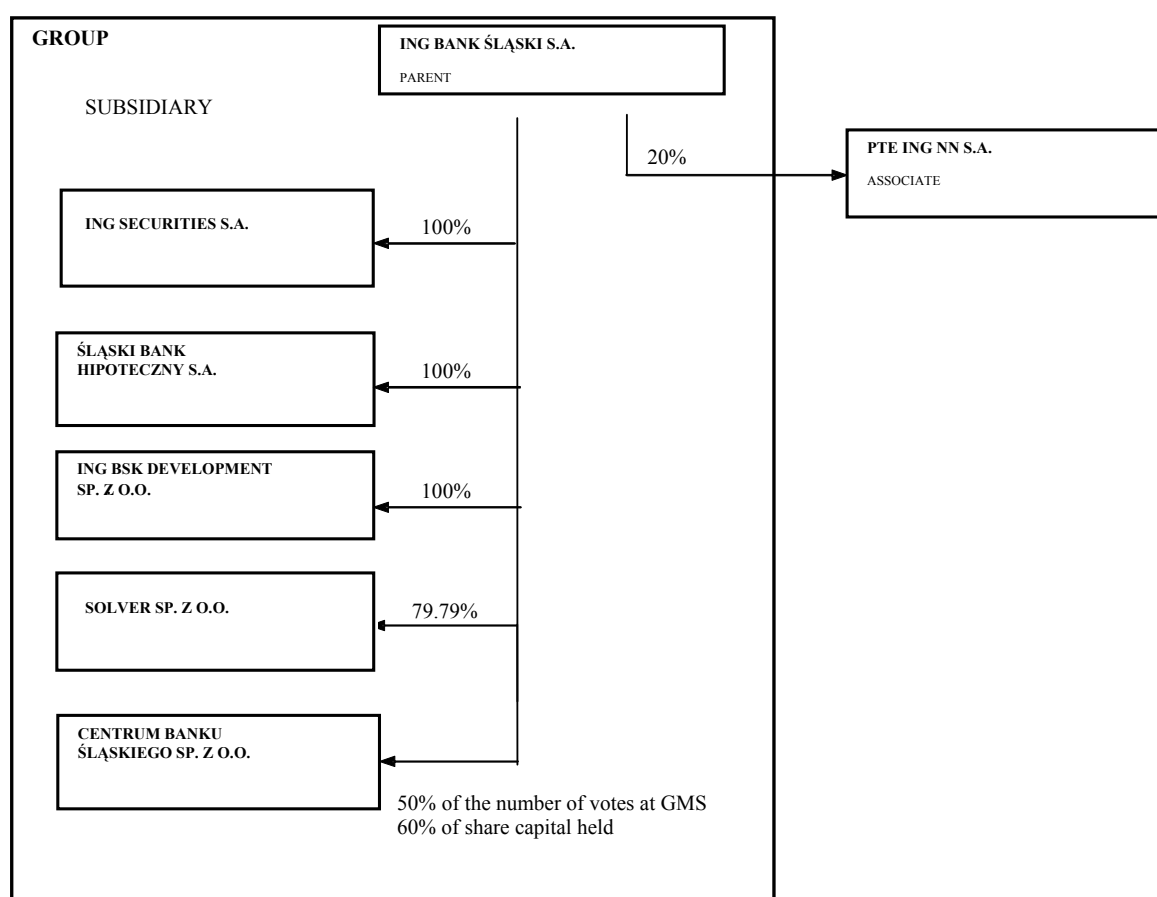 GROUP
ING BANK ŚLĄSKI S.A.
PARENT
SUBSIDIARY
20%
PTE ING NN S.A.
ASSOCIATE
ING SECURITIES S.A.
100%
ŚLĄSKI BANK
HIPOTECZNY S.A.
100%
ING BSK DEVELOPMENT
SP. Z O.O.
100%
SOLVER SP. Z O.O.
79.79%
CENTRUM BANKU
ŚLĄSKIEGO SP. Z O.O.
50% of the number of votes at GMS
60% of share capital held